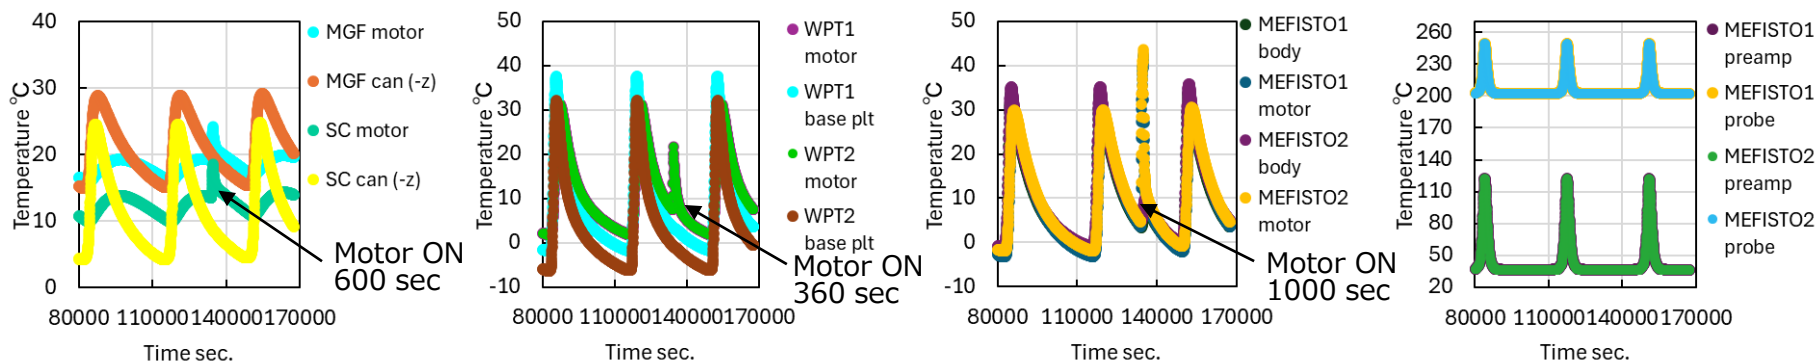 40
30
20
10
0
Temperature °C
80000 110000 140000 170000
Time sec.
MGF motor
MGF can (-z)
SC motor
SC can (-z)
Motor ON
600 sec
50
40
30
20
10
0
-10
Temperature °C
80000 110000 140000 170000
Time sec.
WPT1
motor
WPT1
base plt
WPT2
motor
WPT2
base plt
Motor ON
360 sec
50
40
30
20
10
0
-10
Temperature °C
80000 110000 140000 170000
Time sec.
MEFISTO1
body
MEFISTO1
motor
MEFISTO2
body
MEFISTO2
motor
Motor ON
1000 sec
260
230
200
170
140
110
80
50
20
Temperature °C
80000 110000 140000 170000
Time sec.
MEFISTO1
preamp
MEFISTO1
probe
MEFISTO2
preamp
MEFISTO2
probe